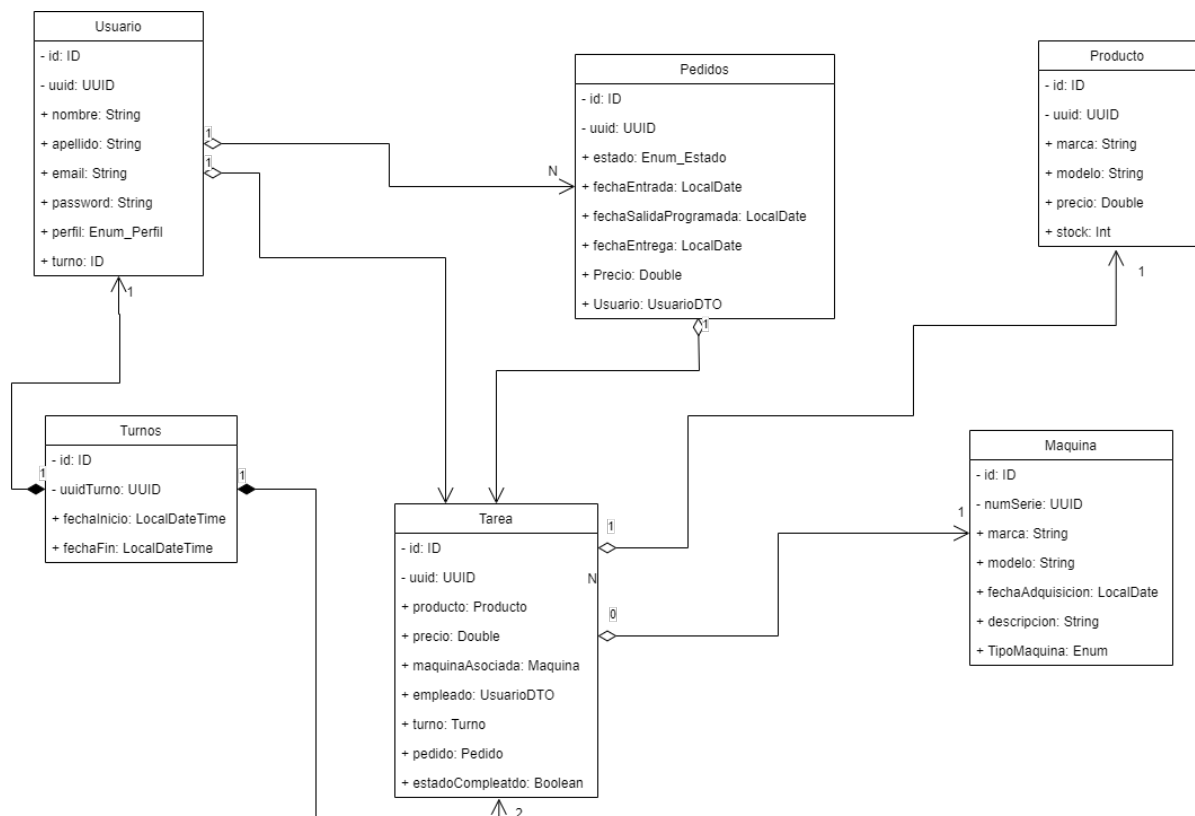 Usuario
- id: ID
- uuid: UUID
+ nombre: String
+ apellido: String
+ email: String
+ password: String
+ perfil: Enum_Perfil
+ turno: ID
1
1
1
N
Pedidos
- id: ID
- uuid: UUID
+ estado: Enum_Estado
+ fechaEntrada: LocalDate
+ fechaSalidaProgramada: LocalDate
+ fechaEntrega: LocalDate
+ Precio: Double
+ Usuario: UsuarioDTO
1
Producto
- id: ID
- uuid: UUID
+ marca: String
+ modelo: String
+ precio: Double
+ stock: Int
1
Turnos
- id: ID
- uuidTurno: UUID
+ fechaInicio: LocalDateTime
+ fechaFin: LocalDateTime
1
1
Tarea
- id: ID
- uuid: UUID
+ producto: Producto
+ precio: Double
+ maquinaAsociada: Maquina
+ empleado: UsuarioDTO
+ turno: Turno
+ pedido: Pedido
+ estadoCompleatdo: Boolean
1
N
0
2
Maquina
- id: ID
- numSerie: UUID
+ marca: String
+ modelo: String
+ fechaAdquisicion: LocalDate
+ descripcion: String
+ TipoMaquina: Enum
1